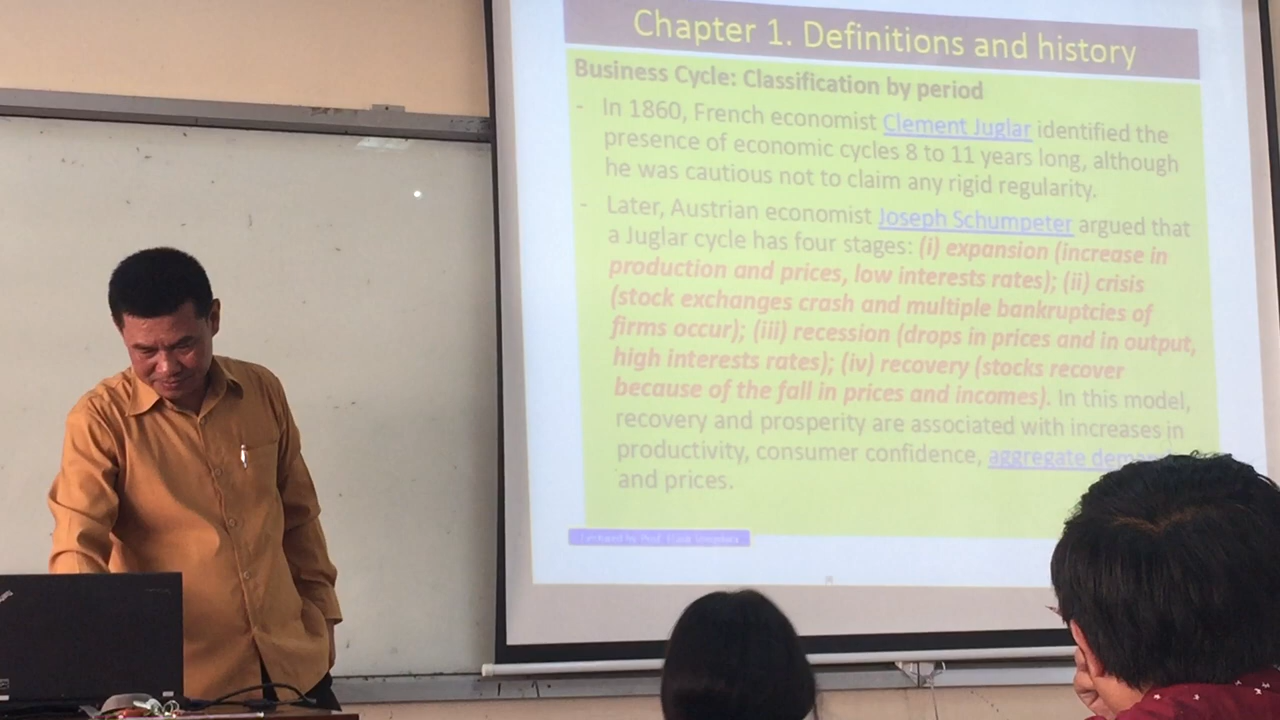 Chapter 1. Definitions and history
Business Cycle: Classification by period
- In 1860, French economist Clement Juglar identified the
presence of economic cycles 8 to 11 years long, although
he was cautious not to claim any rigid regularity.
- Later, Austrian economist Joseph Schumpeter argued that
a Juglar cycle has four stages: (i) expansion (increase in
production and prices, low interests rates); (ii) crisis
(stock exchanges crash and multiple bankruptcies of
firms occur); (iii) recession (drops in prices and in output,
high interests rates); (iv) recovery (stocks recover
because of the fall in prices and incomes). In this model,
recovery and prosperity are associated with increases in
productivity, consumer confidence, aggregate
and prices.
Lectured by Prof.